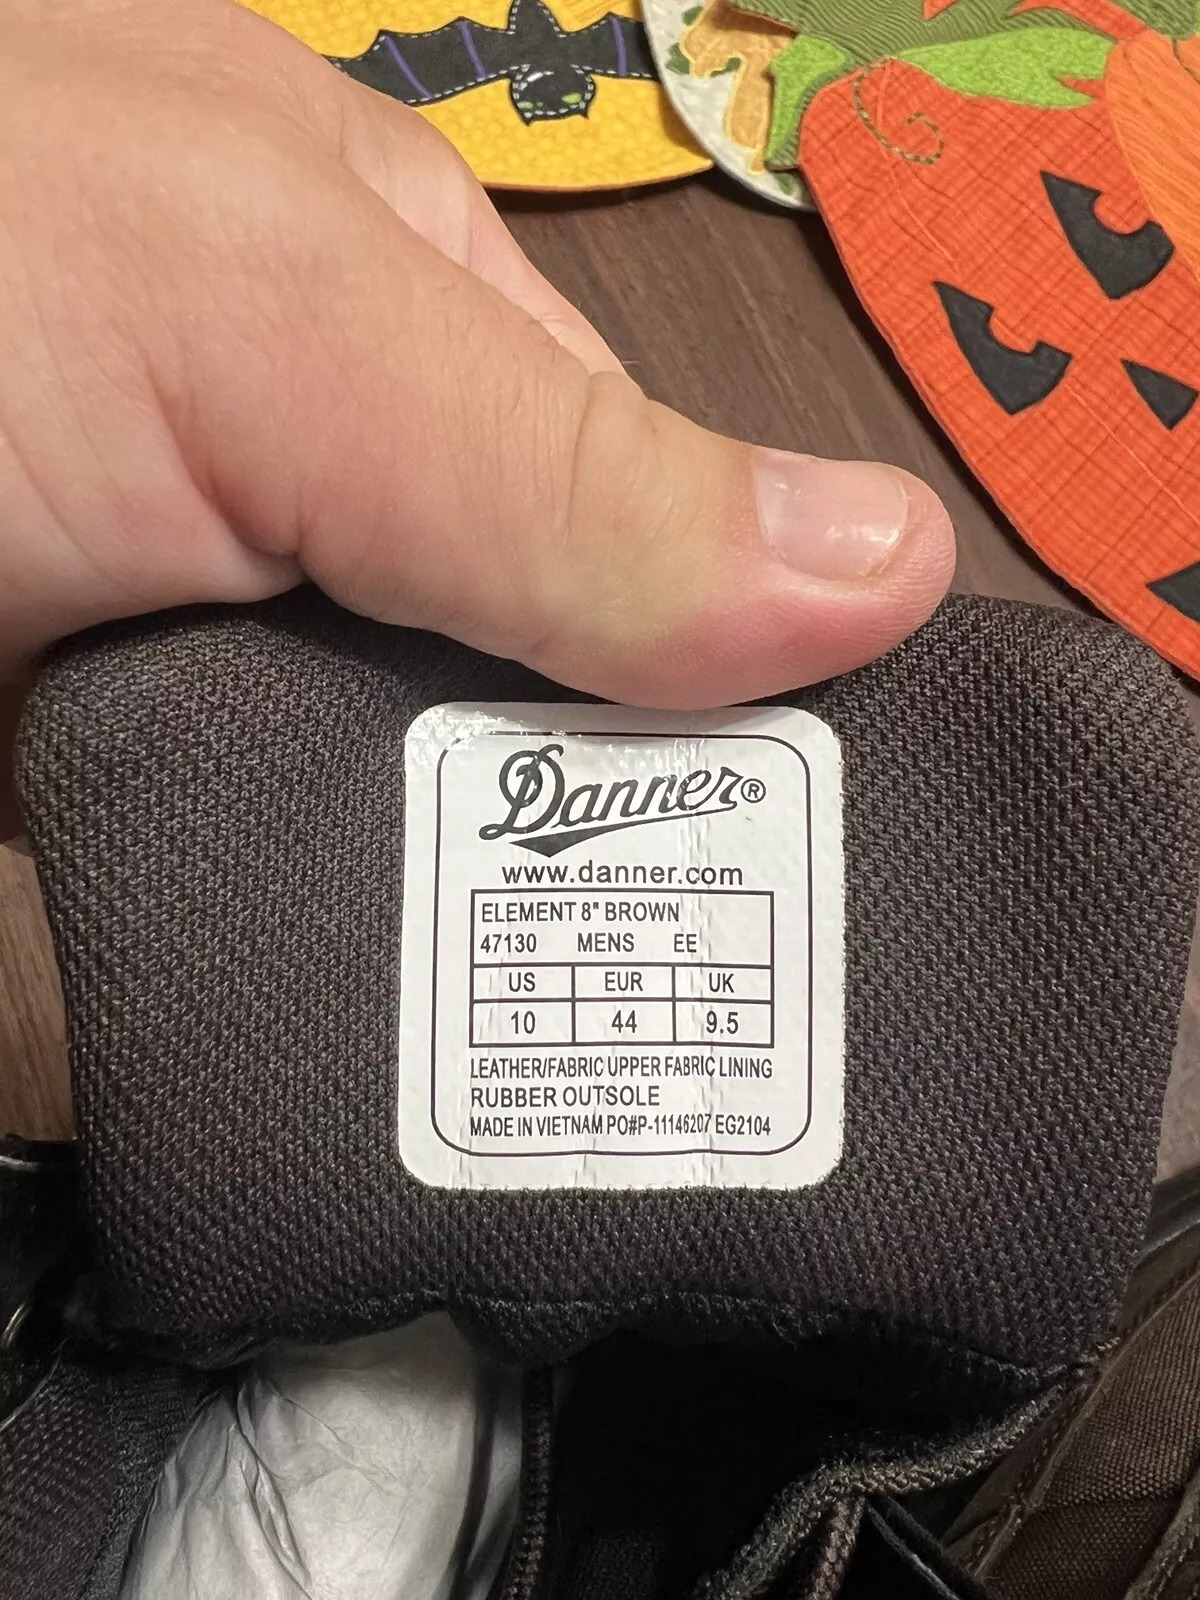 Danner®
www.danner.com
ELEMENT 8" BROWN
47130 MENS EE
US EUR UK
10 44 9.5
LEATHER/FABRIC UPPER FABRIC LINING
RUBBER OUTSOLE
MADE IN VIETNAM PO#P-11146207 EG2104